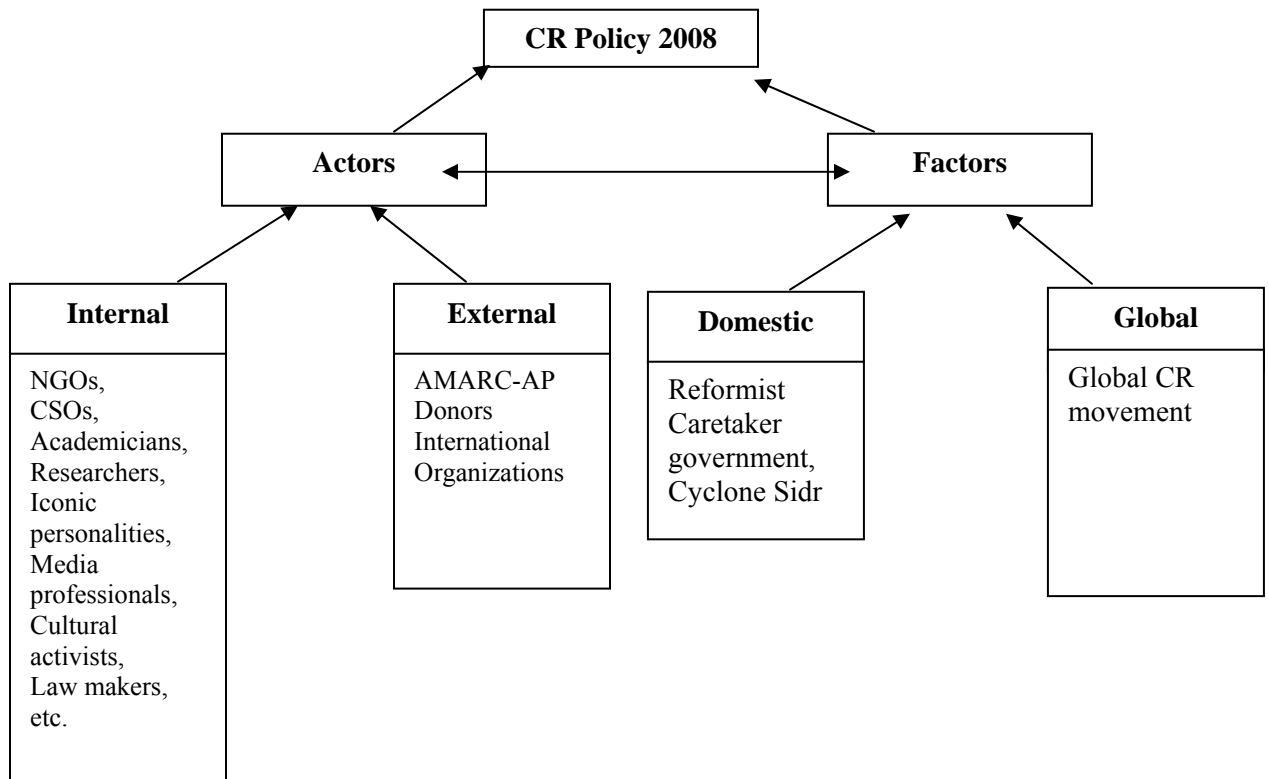 CR Policy 2008
Actors
Factors
Internal
NGOs,
CSOs,
Academicians,
Researchers,
Iconic
personalities,
Media
professionals,
Cultural
activists,
Law makers,
etc.
External
AMARC-AP
Donors
International
Organizations
Domestic
Reformist
Caretaker
government,
Cyclone Sidr
Global
Global CR
movement